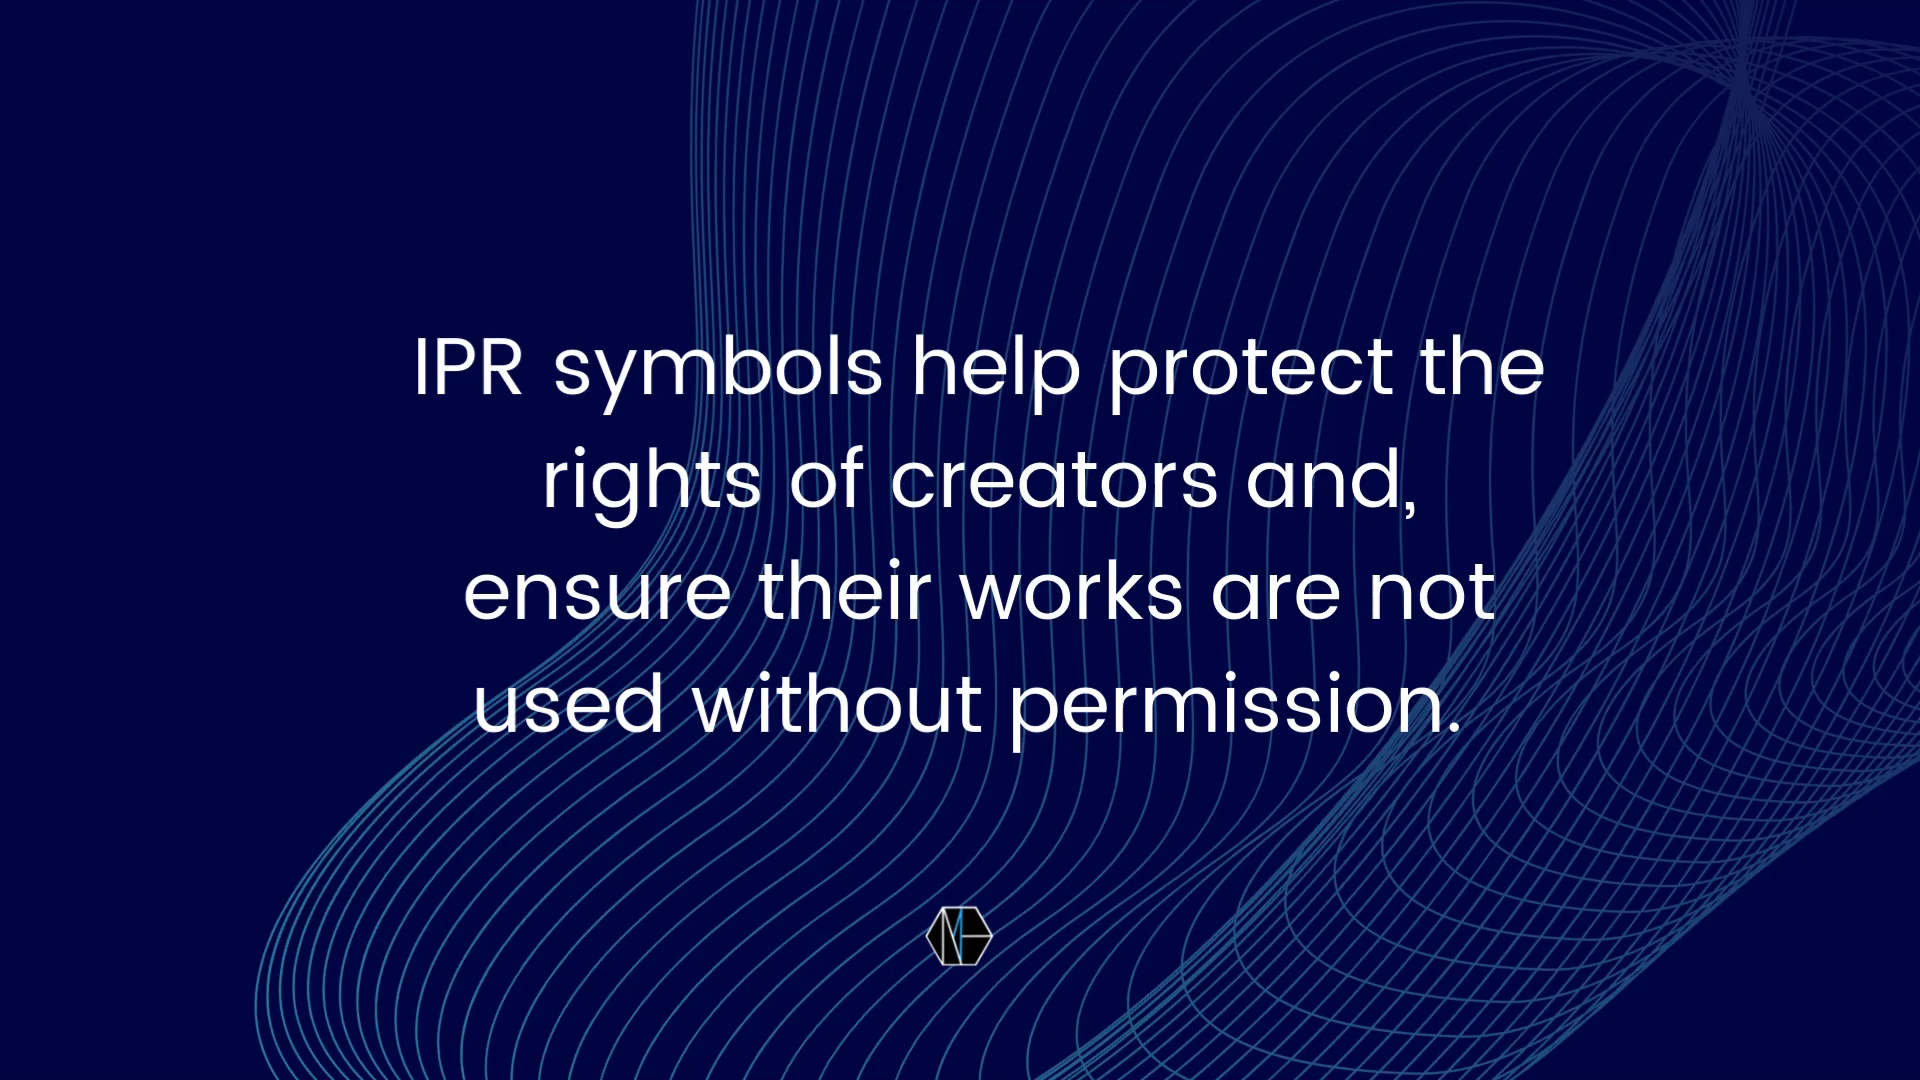 IPR symbols help protect the
rights of creators and,
ensure their works are not
used without permission.